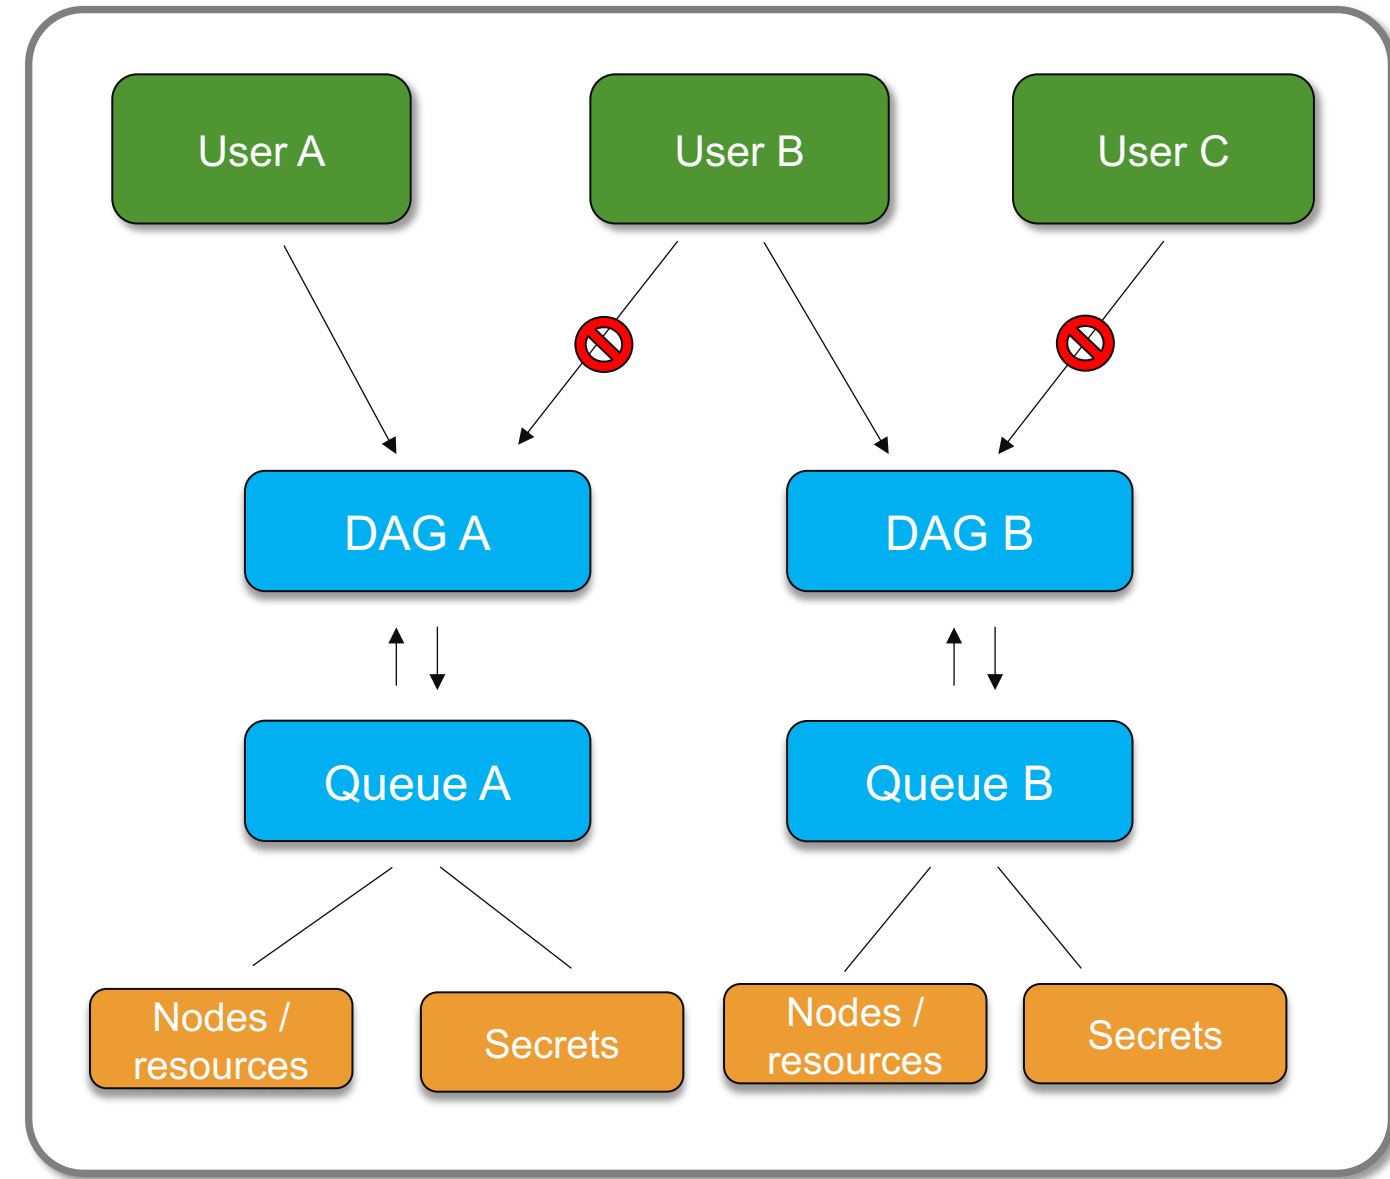 User A
User B
User C
DAG A
DAG B
Queue A
Queue B
Nodes /
resources
Secrets
Nodes /
resources
Secrets